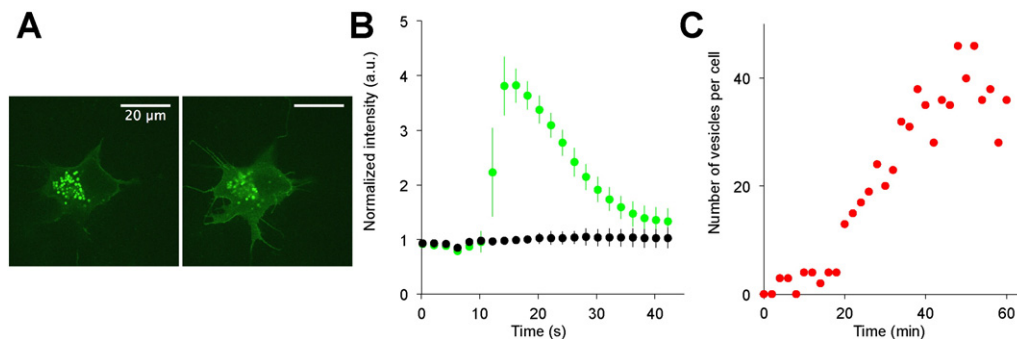 A
20 µm
B
Normalized intensity (a.u.)
5
4
3
2
1
0
0 10 20 30 40
Time (s)
C
Number of vesicles per cell
40
20
0
0 20 40 60
Time (min)